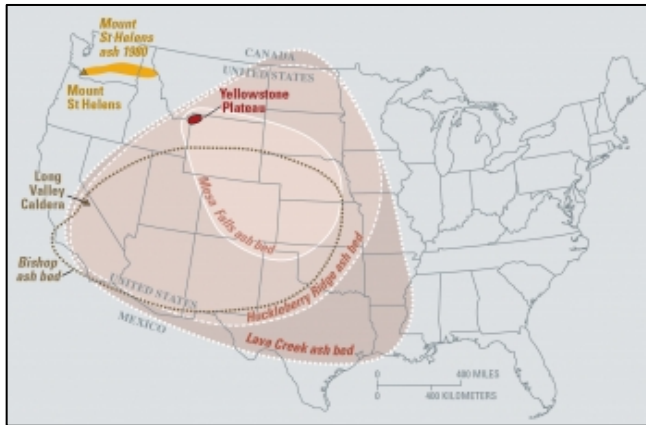 Mount
St Helens
ash 1980
CANADA
UNITED STATES
Mount
St Helens
Yellowstone
Plateau
Long
Valley
Caldera
Mesa Falls ash bed
Bishop
ash bed
UNITED STATES
MEXICO
Huckleberry Ridge ash bed
Lava Creek ash bed
0 400 MILES
0 400 KILOMETERS